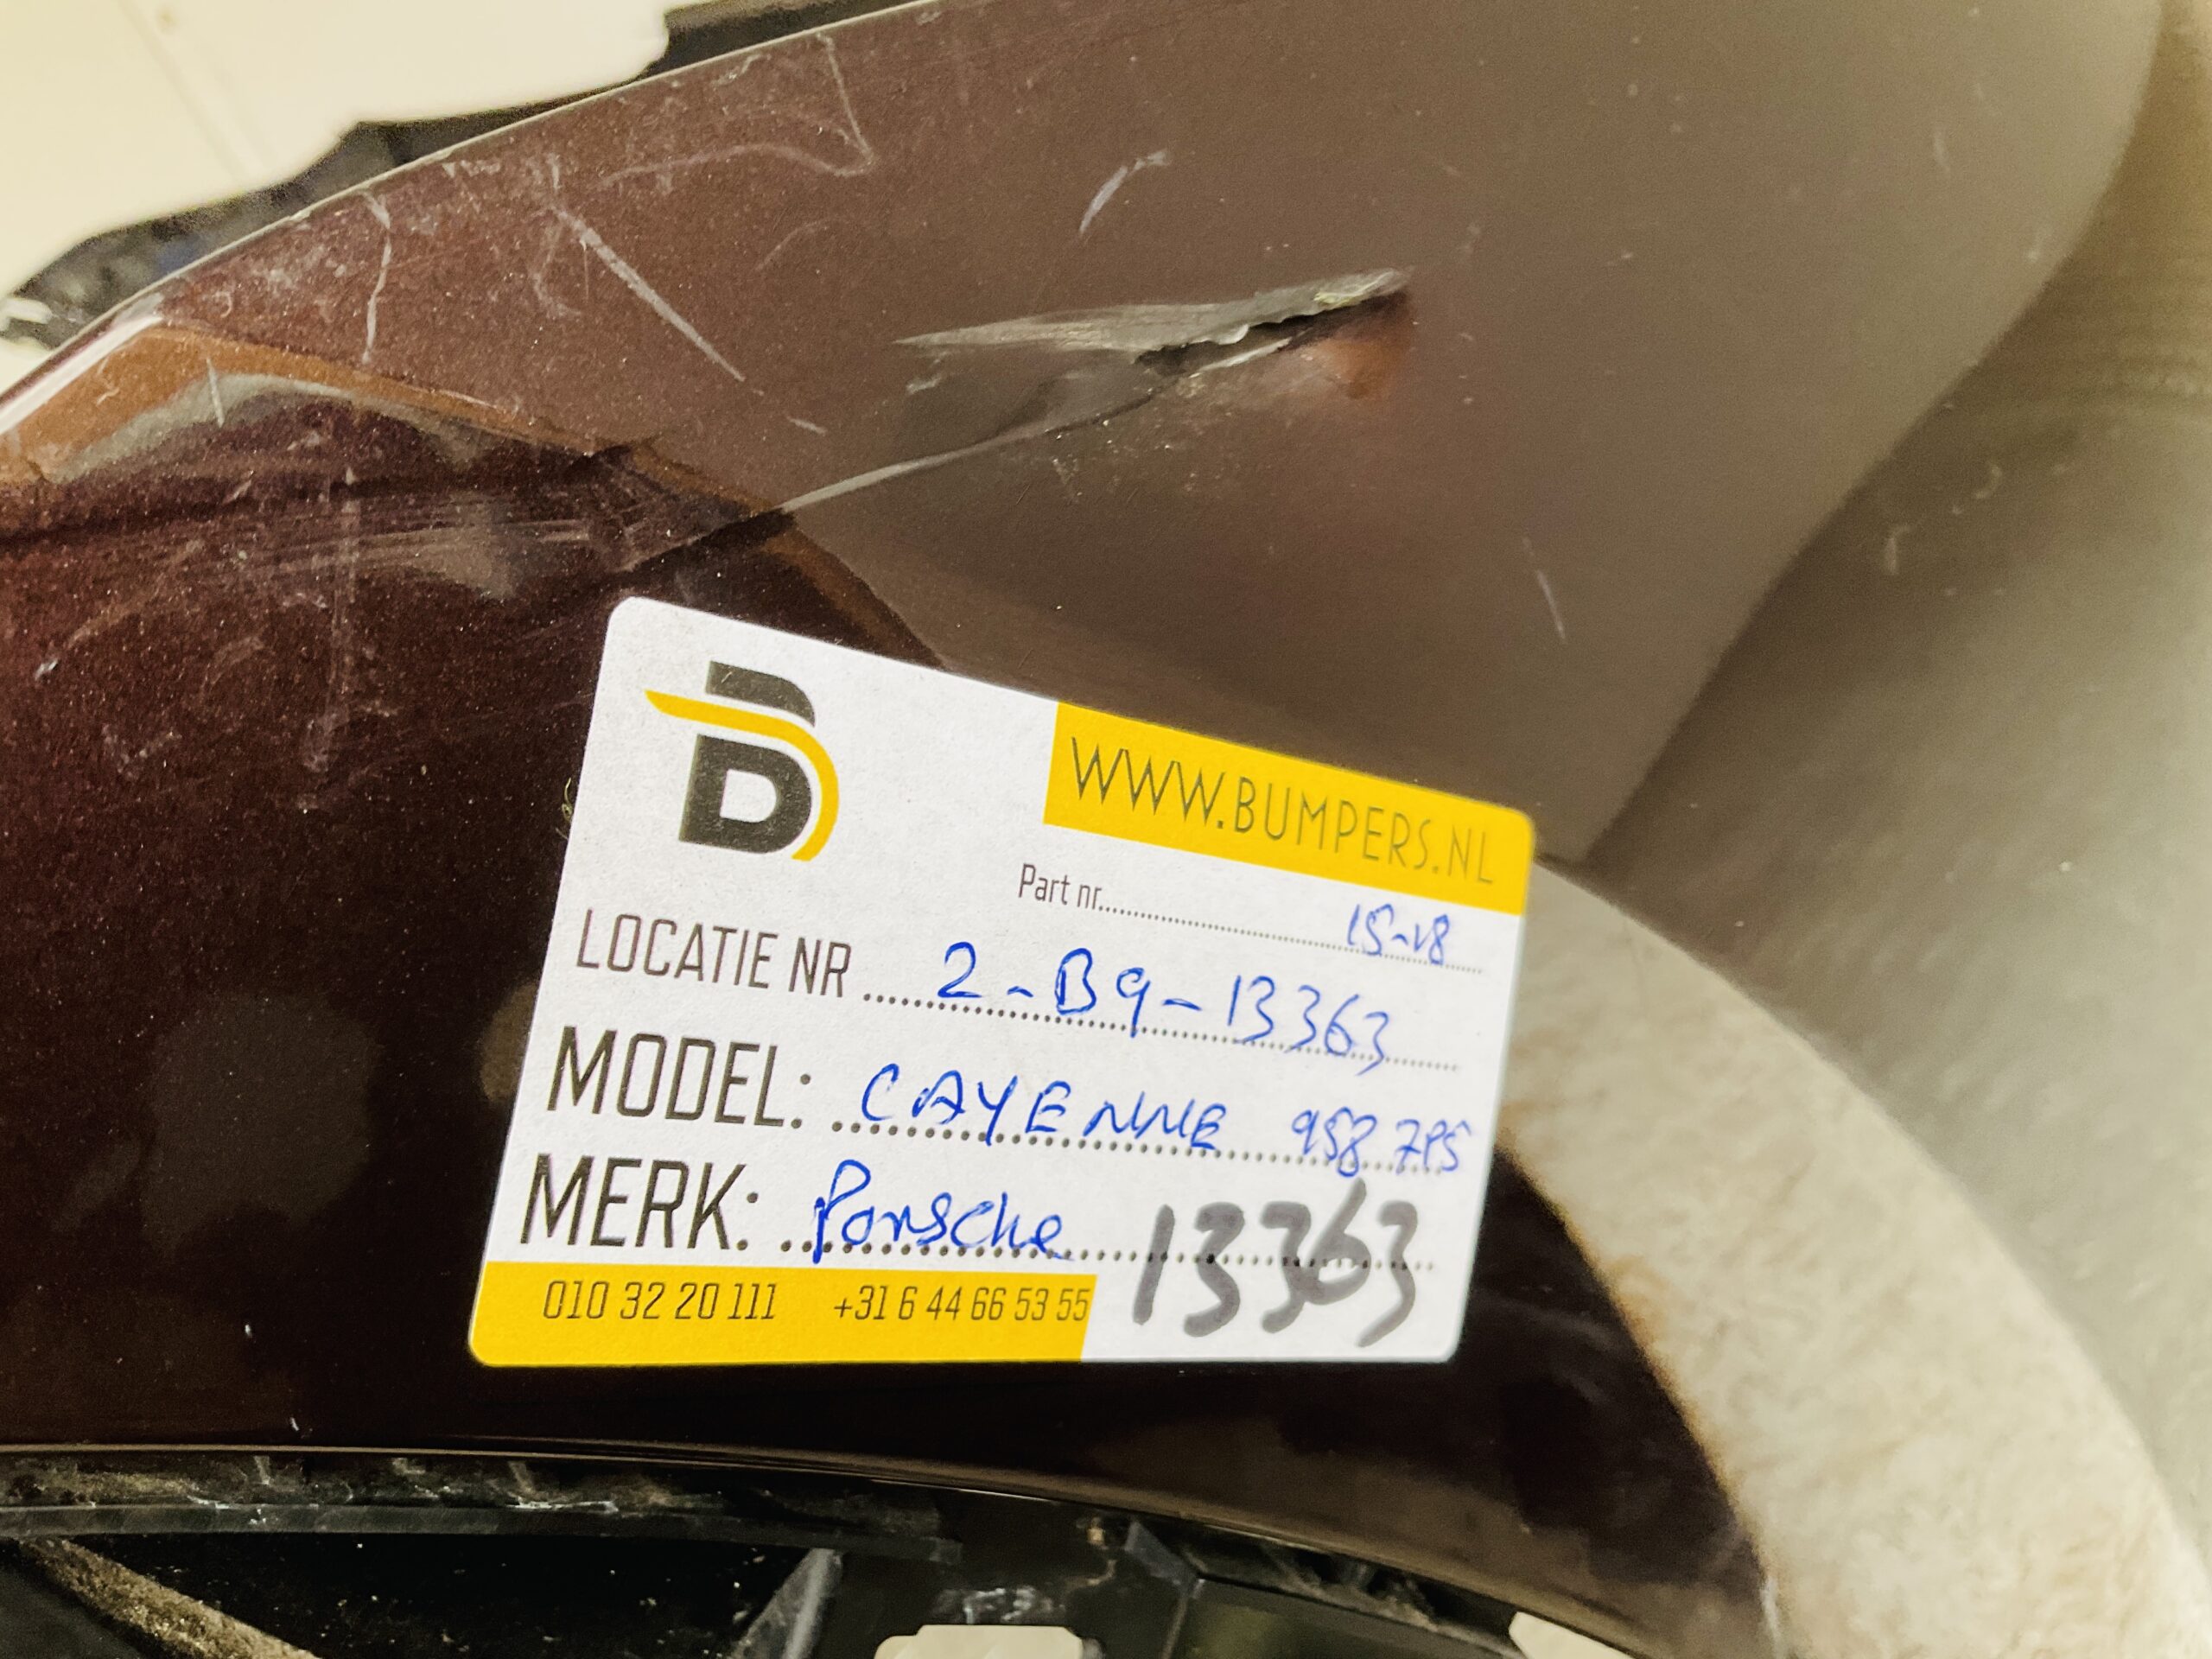 WWW.BUMPERS.NL
Part nr. 15-18
LOCATIE NR 2-B9-13363
MODEL: CAYENNE 958 7P5
MERK: Porsche 13363
010 32 20 111 +31 6 44 66 53 55